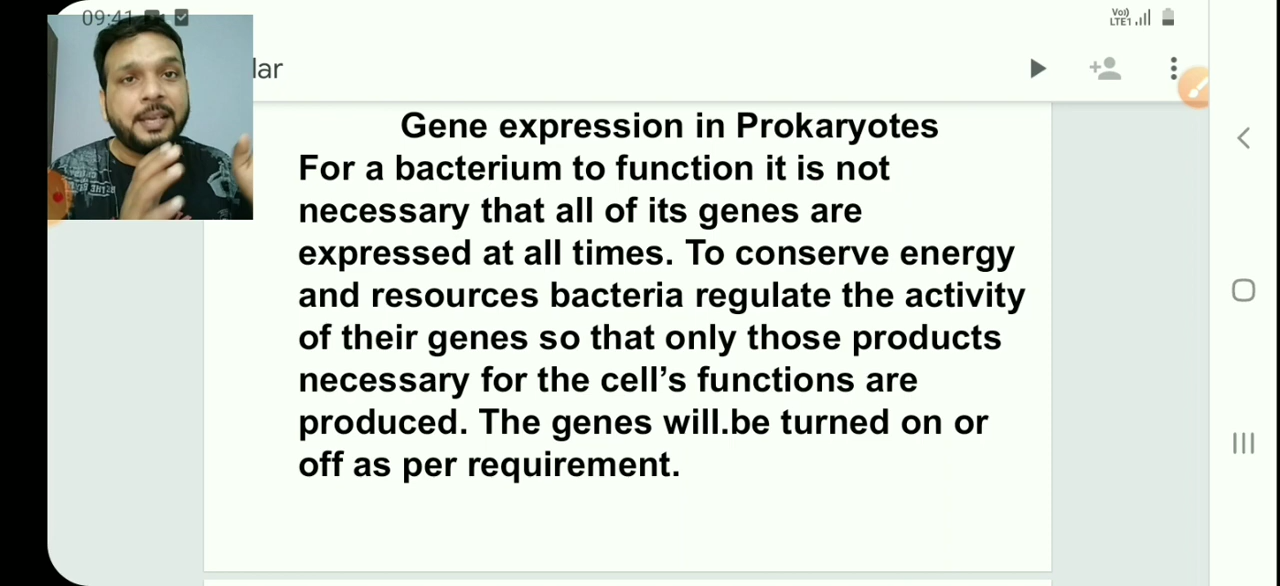 09:41
Vo)
LTE1
lar
Gene expression in Prokaryotes
For a bacterium to function it is not
necessary that all of its genes are
expressed at all times. To conserve energy
and resources bacteria regulate the activity
of their genes so that only those products
necessary for the cell’s functions are
produced. The genes will.be turned on or
off as per requirement.